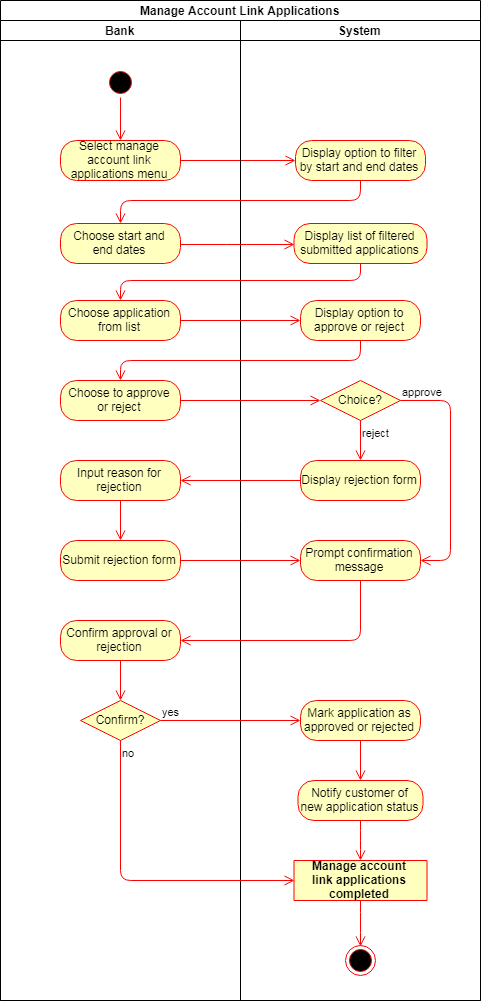 Manage Account Link Applications
Bank
System
Select manage
account link
applications menu
Display option to filter
by start and end dates
Choose start and
end dates
Display list of filtered
submitted applications
Choose application
from list
Display option to
approve or reject
Choose to approve
or reject
Choice?
approve
reject
Input reason for
rejection
Display rejection form
Submit rejection form
Prompt confirmation
message
Confirm approval or
rejection
Confirm?
yes
no
Mark application as
approved or rejected
Notify customer of
new application status
Manage account
link applications
completed